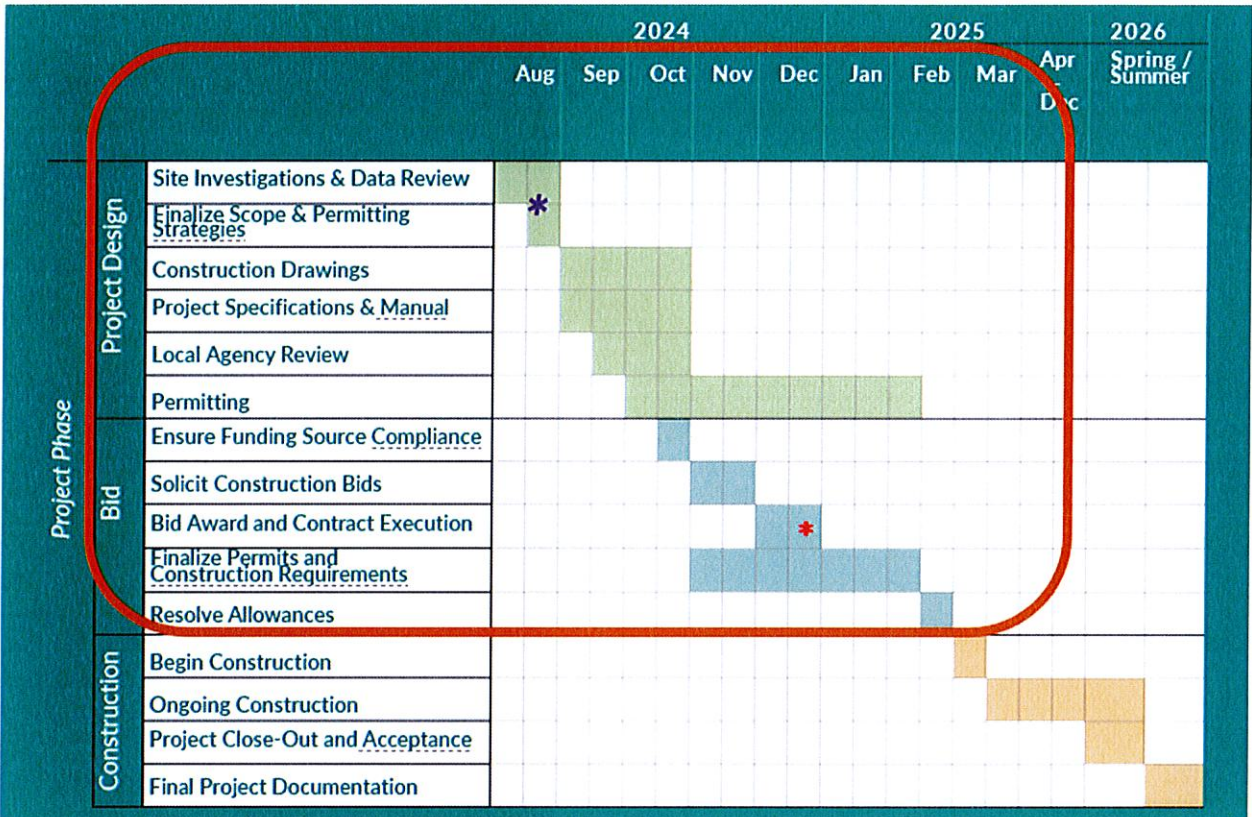 2024 2025 2026
Aug Sep Oct Nov Dec Jan Feb Mar Apr - Dec Spring / Summer
Project Phase
Project Design
Site Investigations & Data Review
*
Finalize Scope & Permitting
Strategies
Construction Drawings
Project Specifications & Manual
Local Agency Review
Permitting
Bid
Ensure Funding Source Compliance
Solicit Construction Bids
Bid Award and Contract Execution
*
Finalize Permits and
Construction Requirements
Resolve Allowances
Construction
Begin Construction
Ongoing Construction
Project Close-Out and Acceptance
Final Project Documentation